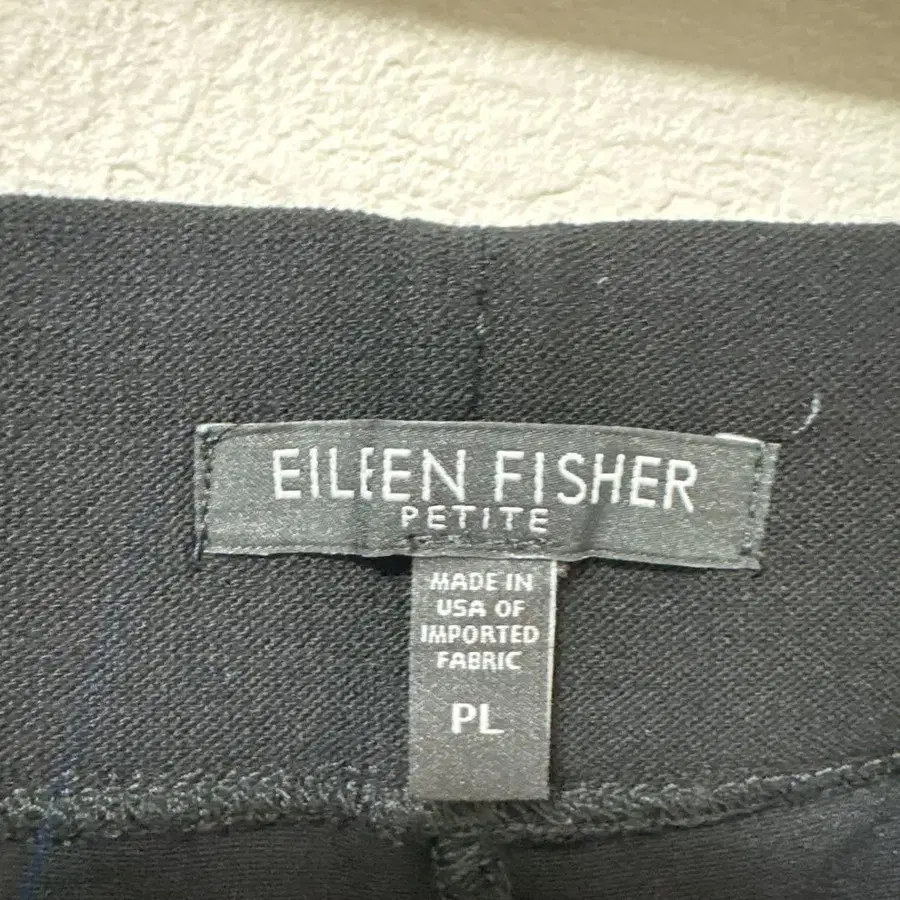 EILEEN FISHER
PETITE
MADE IN
USA OF
IMPORTED
FABRIC
PL